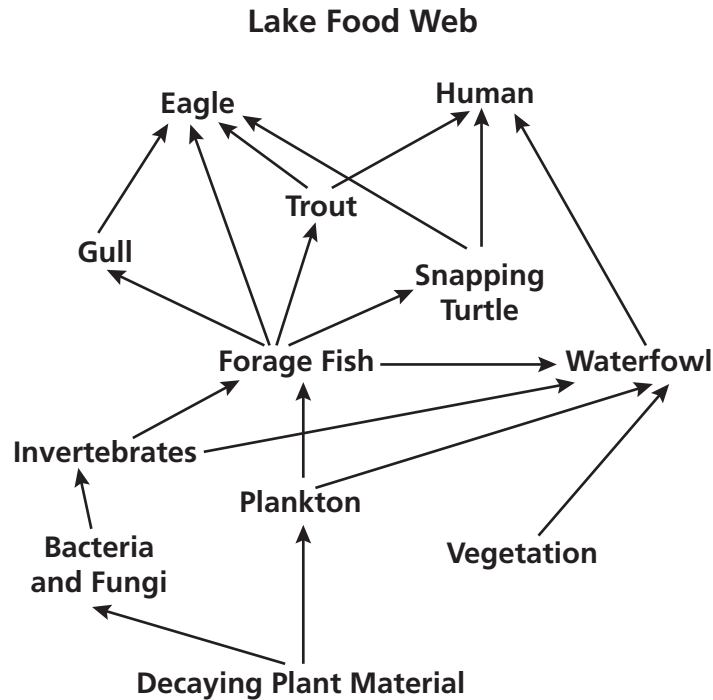 Lake Food Web
Eagle
Human
Trout
Gull
Snapping
Turtle
Forage Fish
Waterfowl
Invertebrates
Plankton
Bacteria
and Fungi
Vegetation
Decaying Plant Material